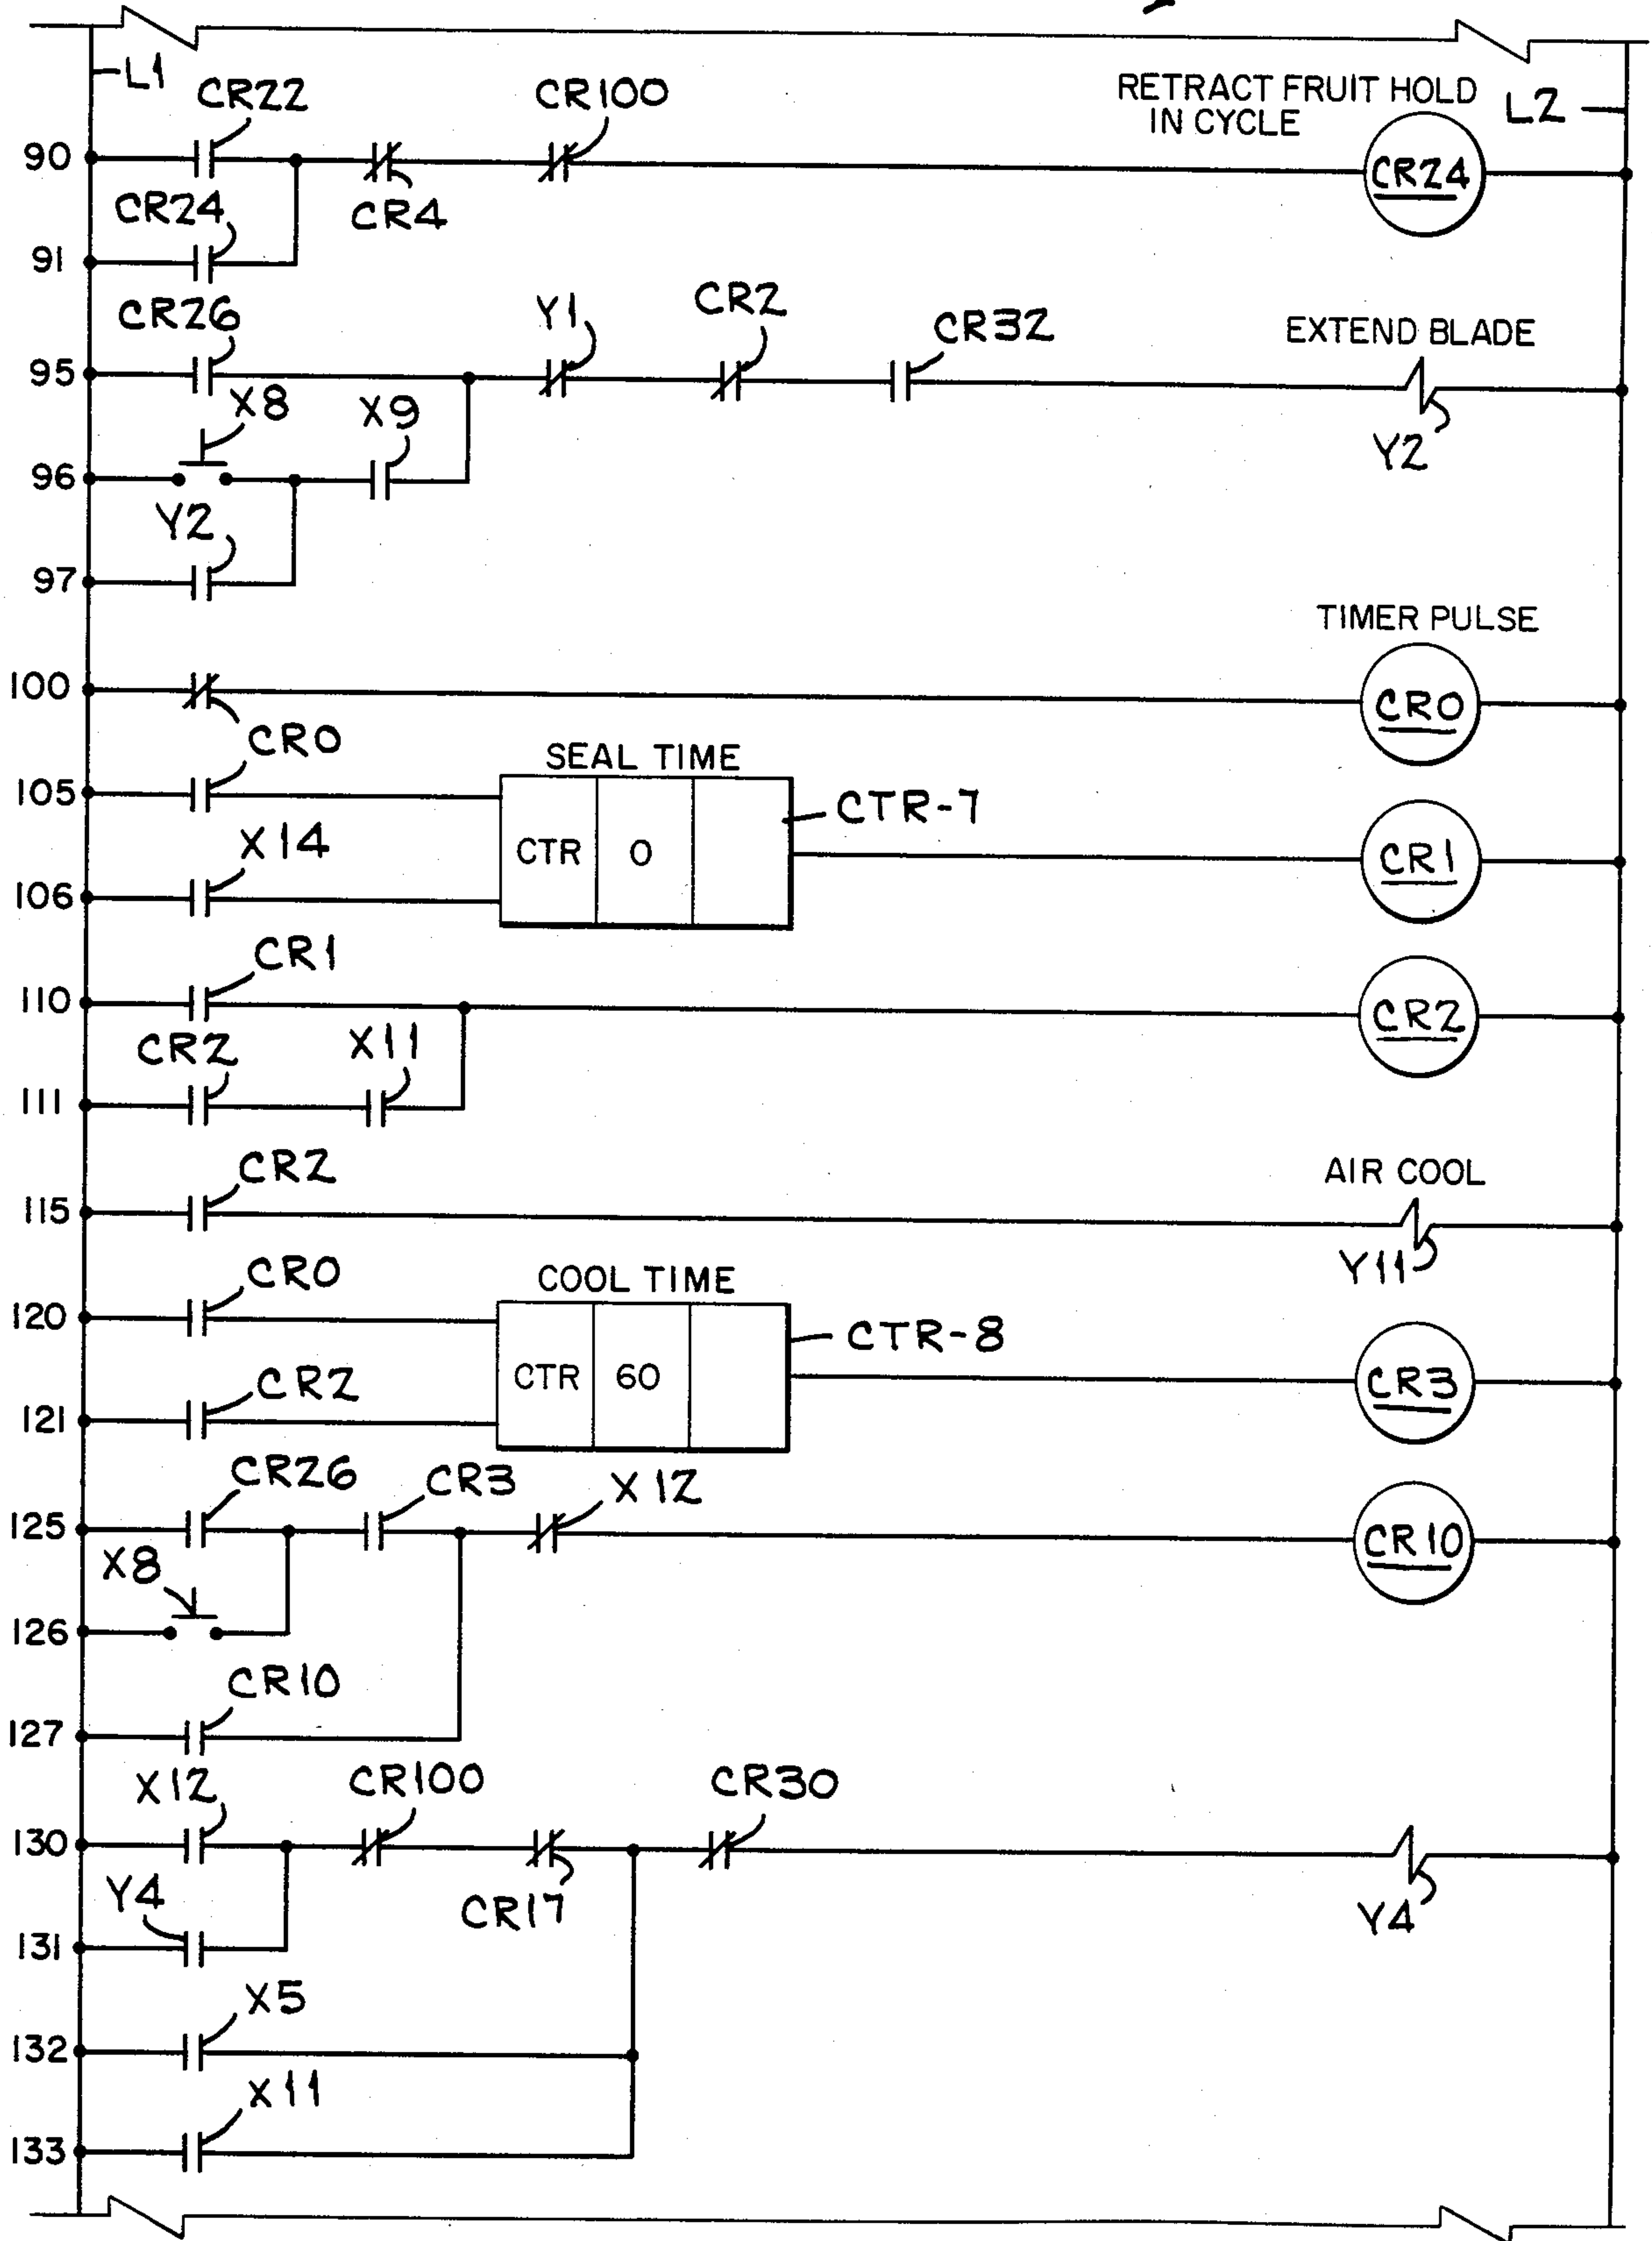 L1
CR22
CR100
RETRACT FRUIT HOLD
IN CYCLE
L2
90
CR24
CR4
CR24
91
CR26
Y1
CR2
CR32
EXTEND BLADE
95
X8
X9
Y2
96
Y2
97
TIMER PULSE
100
CR0
CR0
SEAL TIME
105
CTR-7
X14
CTR
0
CR1
106
CR1
110
CR2
CR2
X11
111
CR2
AIR COOL
115
Y11
CR0
COOL TIME
120
CTR-8
CR2
CTR
60
CR3
121
CR26
CR3
X12
125
CR10
X8
126
CR10
127
X12
CR100
CR30
130
Y4
CR17
Y4
131
X5
132
X11
133